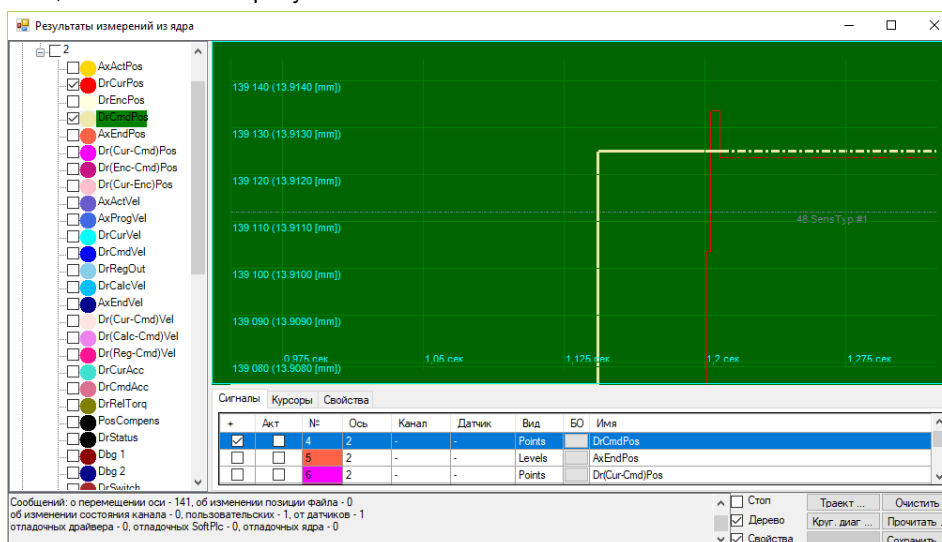 Результаты измерений из ядра
2
AxActPos
DrCurPos
DrEncPos
DrCmdPos
AxEndPos
Dr(Cur-Cmd)Pos
Dr(Enc-Cmd)Pos
Dr(Cur-Enc)Pos
AxActVel
AxProgVel
DrCurVel
DrCmdVel
DrRegOut
DrCalcVel
AxEndVel
Dr(Cur-Cmd)Vel
Dr(Calc-Cmd)Vel
Dr(Reg-Cmd)Vel
DrCurAcc
DrCmdAcc
DrRelTorq
PosCompens
DrStatus
Dbg 1
Dbg 2
DrSwitch
139 140 (13.9140 [mm])
139 130 (13.9130 [mm])
139 120 (13.9120 [mm])
48 SensTyp #1
139 110 (13.9110 [mm])
139 100 (13.9100 [mm])
139 090 (13.9090 [mm])
0,975 сек 1,05 сек 1,125 сек 1,2 сек 1,275 сек
139 080 (13.9080 [mm])
Сигналы Курсоры Свойства
+ Акт № Ось Канал Датчик Вид БО Имя
4 2 - - Points DrCmdPos
5 2 - - Levels AxEndPos
6 2 - - Points Dr(Cur-Cmd)Pos
Сообщений: о перемещении оси - 141, об изменении позиции файла - 0
об изменении состояния канала - 0, пользовательских - 1, от датчиков - 1
отладочных драйвера - 0, отладочных SoftPlc - 0, отладочных ядра - 0
Стоп Траект ... Очистить
Дерево Круг. диаг ... Прочитать .
Свойства Сохранить